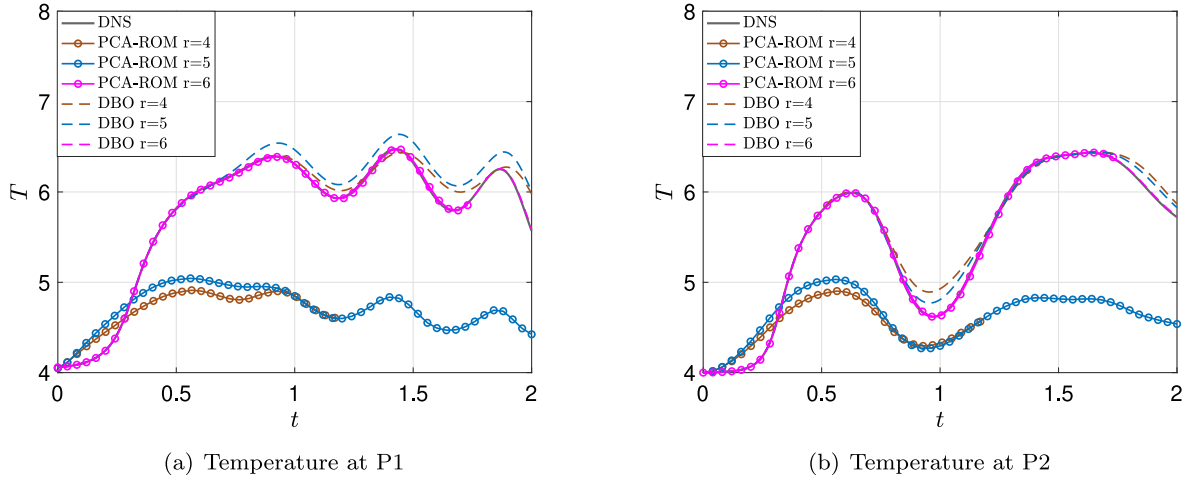 8
7
6
5
4
T
DNS
PCA-ROM r=4
PCA-ROM r=5
PCA-ROM r=6
DBO r=4
DBO r=5
DBO r=6
0 0.5 1 1.5 2
t
(a) Temperature at P1
8
7
6
5
4
T
DNS
PCA-ROM r=4
PCA-ROM r=5
PCA-ROM r=6
DBO r=4
DBO r=5
DBO r=6
0 0.5 1 1.5 2
t
(b) Temperature at P2